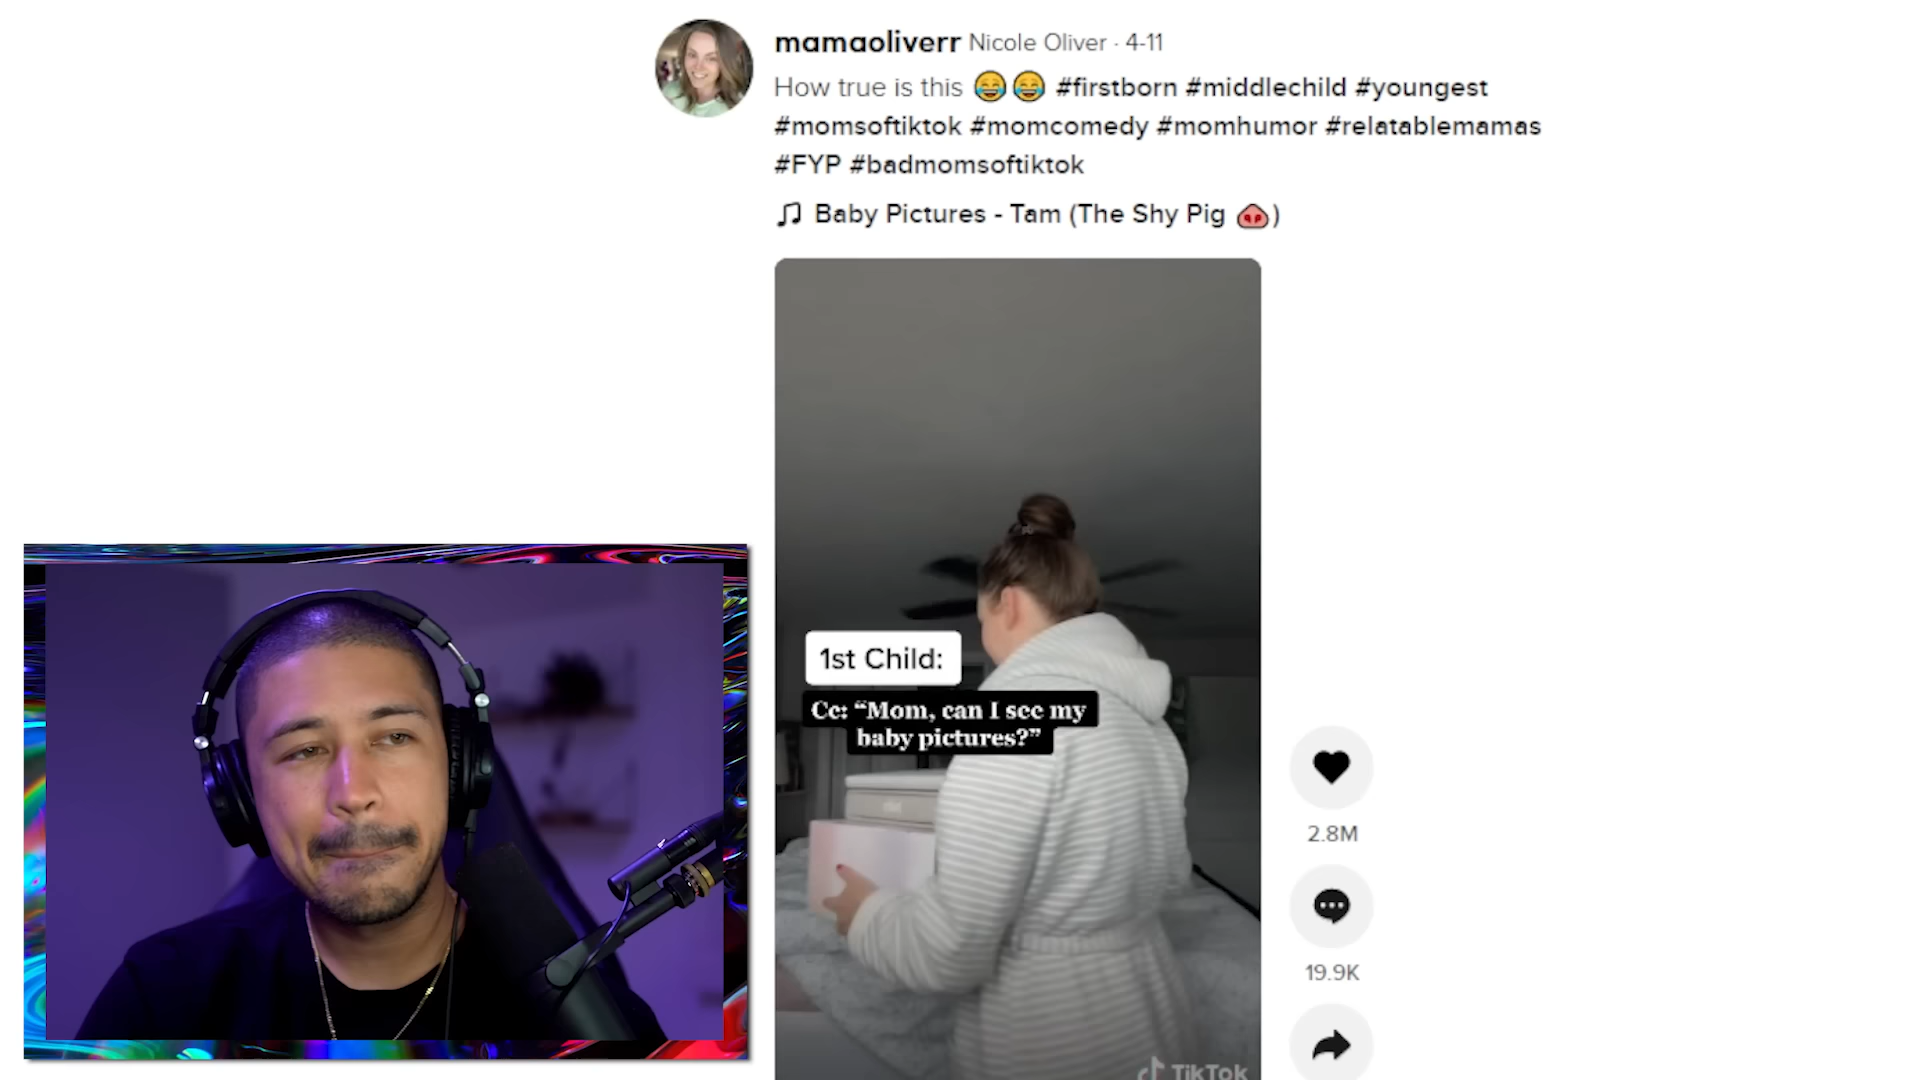 mamaoliverr Nicole Oliver · 4-11
How true is this 😂😂 #firstborn #middlechild #youngest
#momsoftiktok #momcomedy #momhumor #relatablemamas
#FYP #badmomsoftiktok
♫ Baby Pictures - Tam (The Shy Pig 🐽)
1st Child:
Cc: “Mom, can I see my
baby pictures?”
2.8M
19.9K
TikTok